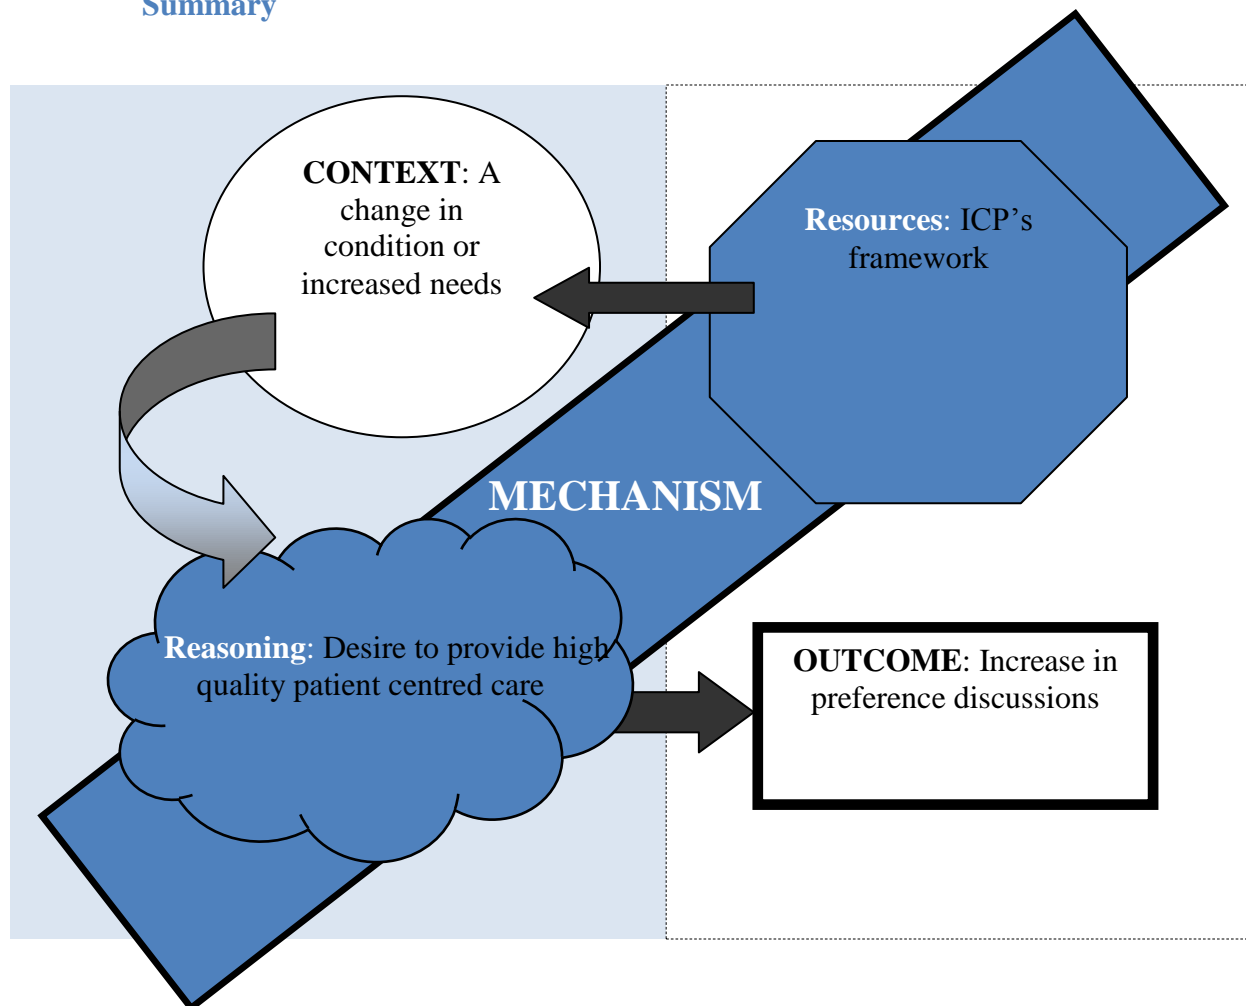 Summary
CONTEXT: A
change in
condition or
increased needs
Resources: ICP’s
framework
MECHANISM
Reasoning: Desire to provide high
quality patient centred care
OUTCOME: Increase in
preference discussions